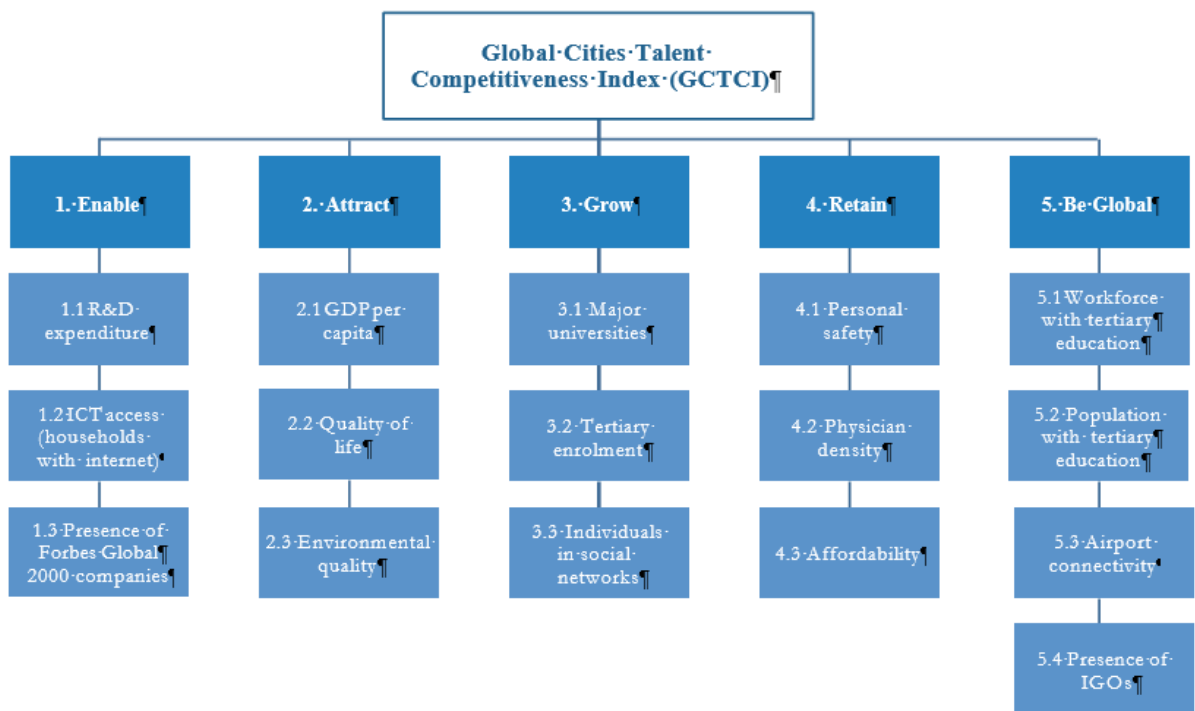 Global·Cities·Talent·
Competitiveness·Index·(GCTCI)¶
1.·Enable¶
2.·Attract¶
3.·Grow¶
4.·Retain¶
5.·Be·Global¶
1.1·R&D·
expenditure¶
1.2·ICT access·
(households·
with·internet)
1.3·Presence·of·
Forbes·Global¶
2000·companies¶
2.1·GDP per·
capita¶
2.2·Quality·of·
life¶
2.3·Environmental·
quality¶
3.1·Major·
universities¶
3.2·Tertiary·
enrolment¶
3.3·Individuals·
in·social·
networks¶
4.1·Personal·
safety¶
4.2·Physician·
density¶
4.3·Affordability¶
5.1·Workforce·
with·tertiary¶
education¶
5.2·Population·
with·tertiary¶
education¶
5.3·Airport·
connectivity
5.4·Presence·of·
IGOs¶